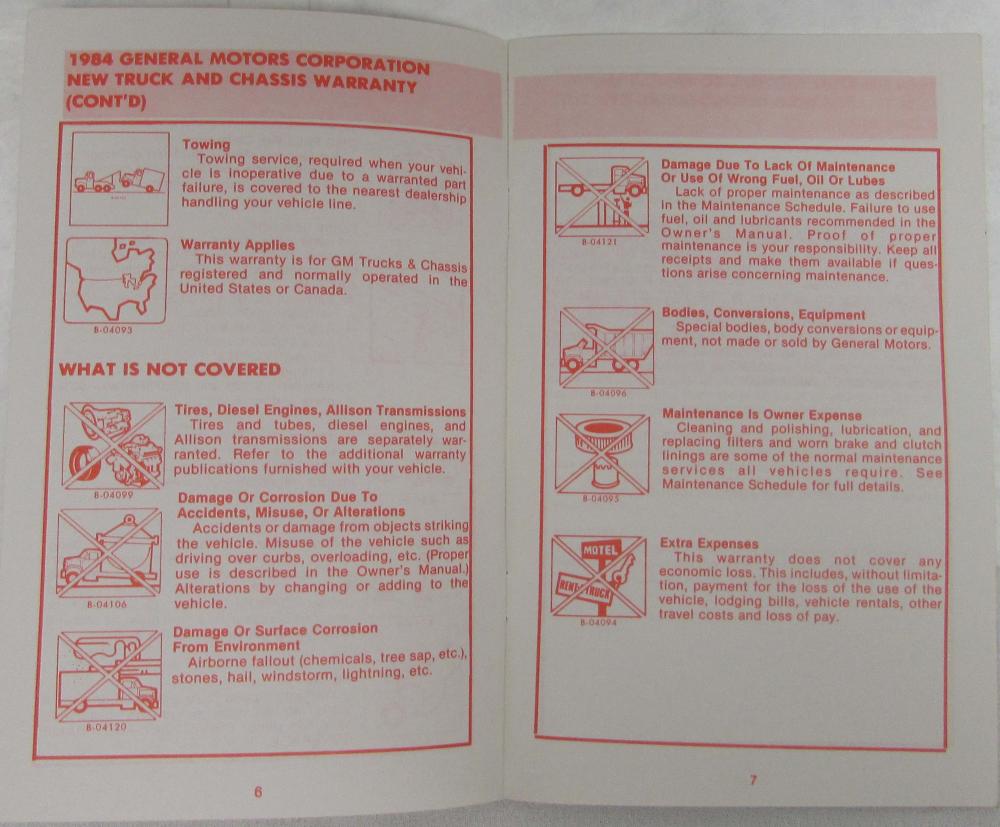 1984 GENERAL MOTORS CORPORATION
NEW TRUCK AND CHASSIS WARRANTY
(CONT'D)
Towing
Towing service, required when your vehi-
cle is inoperative due to a warranted part
failure, is covered to the nearest dealership
handling your vehicle line.
Warranty Applies
This warranty is for GM Trucks & Chassis
registered and normally operated in the
United States or Canada.
B-04093
WHAT IS NOT COVERED
Tires, Diesel Engines, Allison Transmissions
Tires and tubes, diesel engines, and
Allison transmissions are separately war-
ranted. Refer to the additional warranty
publications furnished with your vehicle.
B-04099
Damage Or Corrosion Due To
Accidents, Misuse, Or Alterations
Accidents or damage from objects striking
the vehicle. Misuse of the vehicle such as
driving over curbs, overloading, etc. (Proper
use is described in the Owner's Manual.)
Alterations by changing or adding to the
vehicle.
B-04106
Damage Or Surface Corrosion
From Environment
Airborne fallout (chemicals, tree sap, etc.),
stones, hail, windstorm, lightning, etc.
B-04120
6
Damage Due To Lack Of Maintenance
Or Use Of Wrong Fuel, Oil Or Lubes
Lack of proper maintenance as described
in the Maintenance Schedule. Failure to use
fuel, oil and lubricants recommended in the
Owner's Manual. Proof of proper
maintenance is your responsibility. Keep all
receipts and make them available if ques-
tions arise concerning maintenance.
B-04121
Bodies, Conversions, Equipment
Special bodies, body conversions or equip-
ment, not made or sold by General Motors.
B-04096
Maintenance Is Owner Expense
Cleaning and polishing, lubrication, and
replacing filters and worn brake and clutch
linings are some of the normal maintenance
services all vehicles require. See
Maintenance Schedule for full details.
B-04095
Extra Expenses
This warranty does not cover any
economic loss. This includes, without limita-
tion, payment for the loss of the use of the
vehicle, lodging bills, vehicle rentals, other
travel costs and loss of pay.
MOTEL
RENT-A-TRUCK
B-04094
7